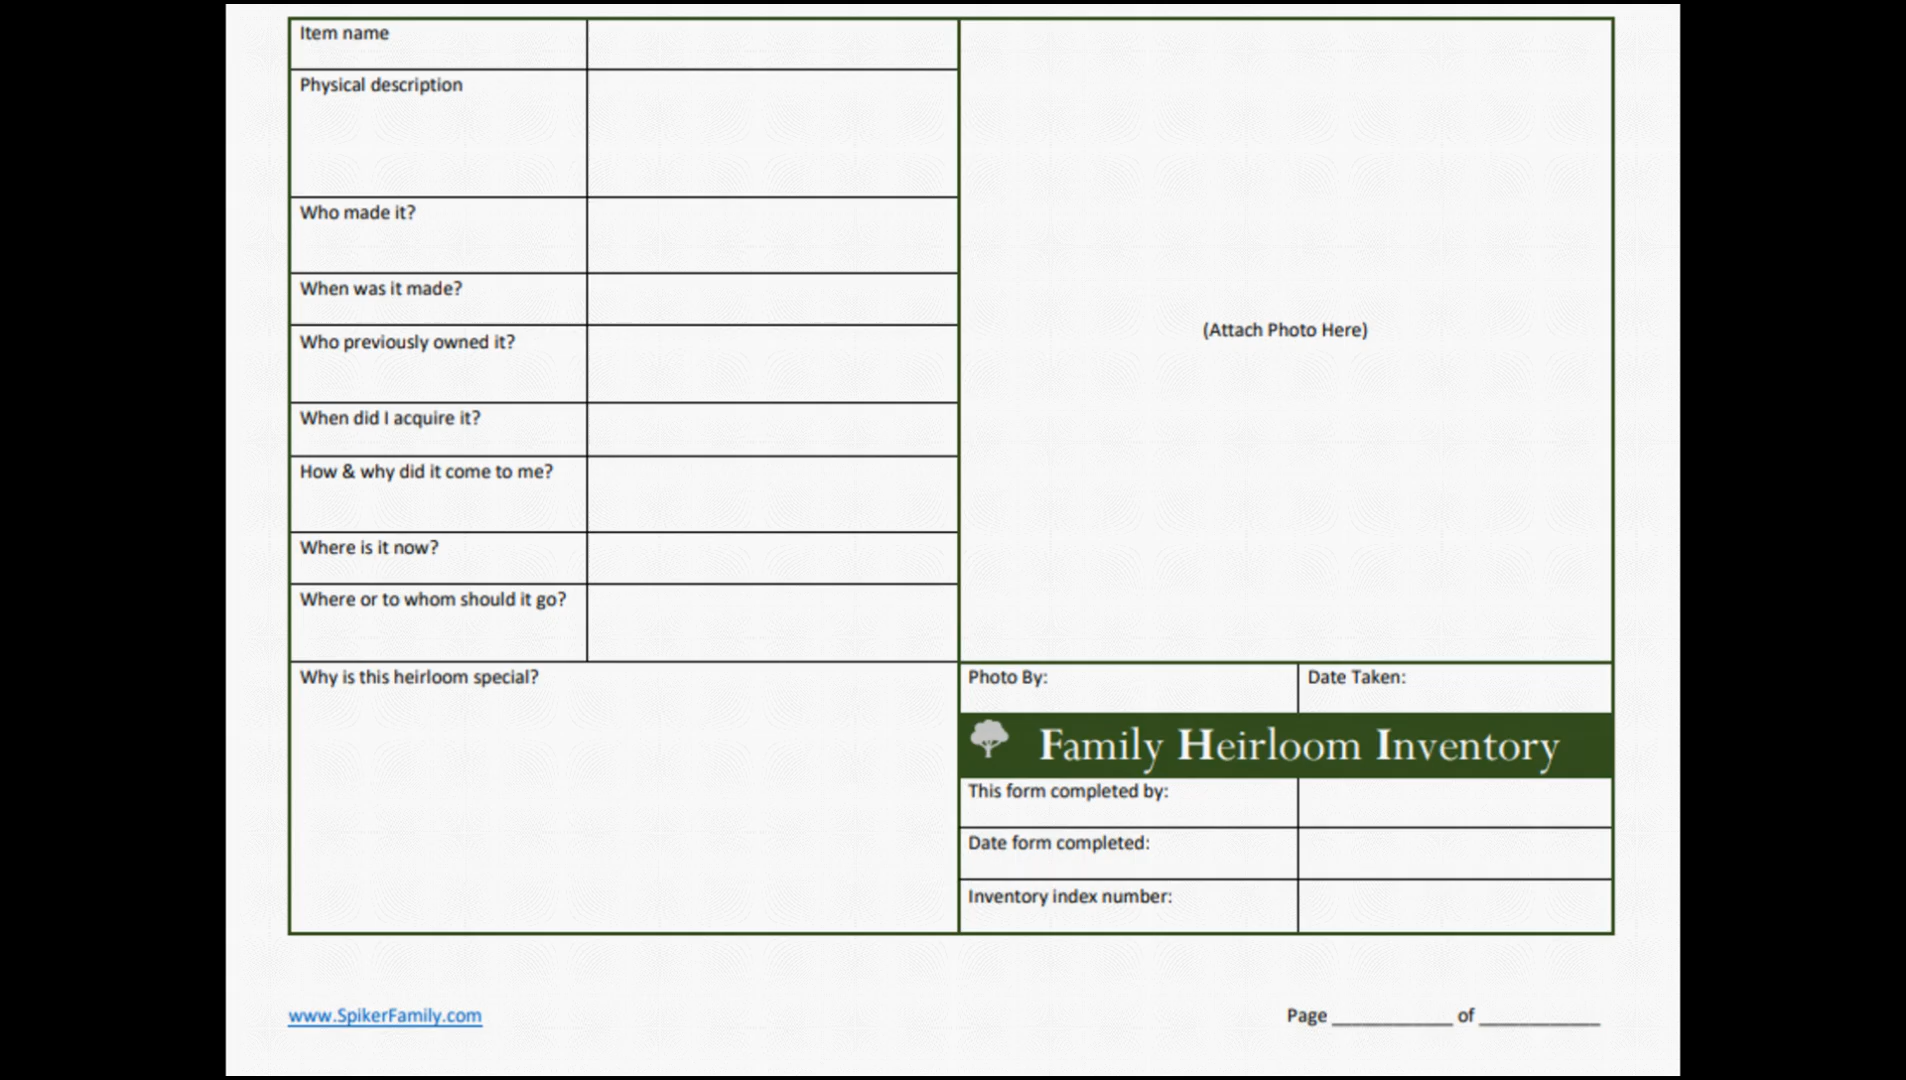 Item name
Physical description
Who made it?
When was it made?
Who previously owned it?
When did I acquire it?
How & why did it come to me?
Where is it now?
Where or to whom should it go?
Why is this heirloom special?
(Attach Photo Here)
Photo By:
Date Taken:
Family Heirloom Inventory
This form completed by:
Date form completed:
Inventory index number:
www.SpikerFamily.com
Page ____________ of ____________